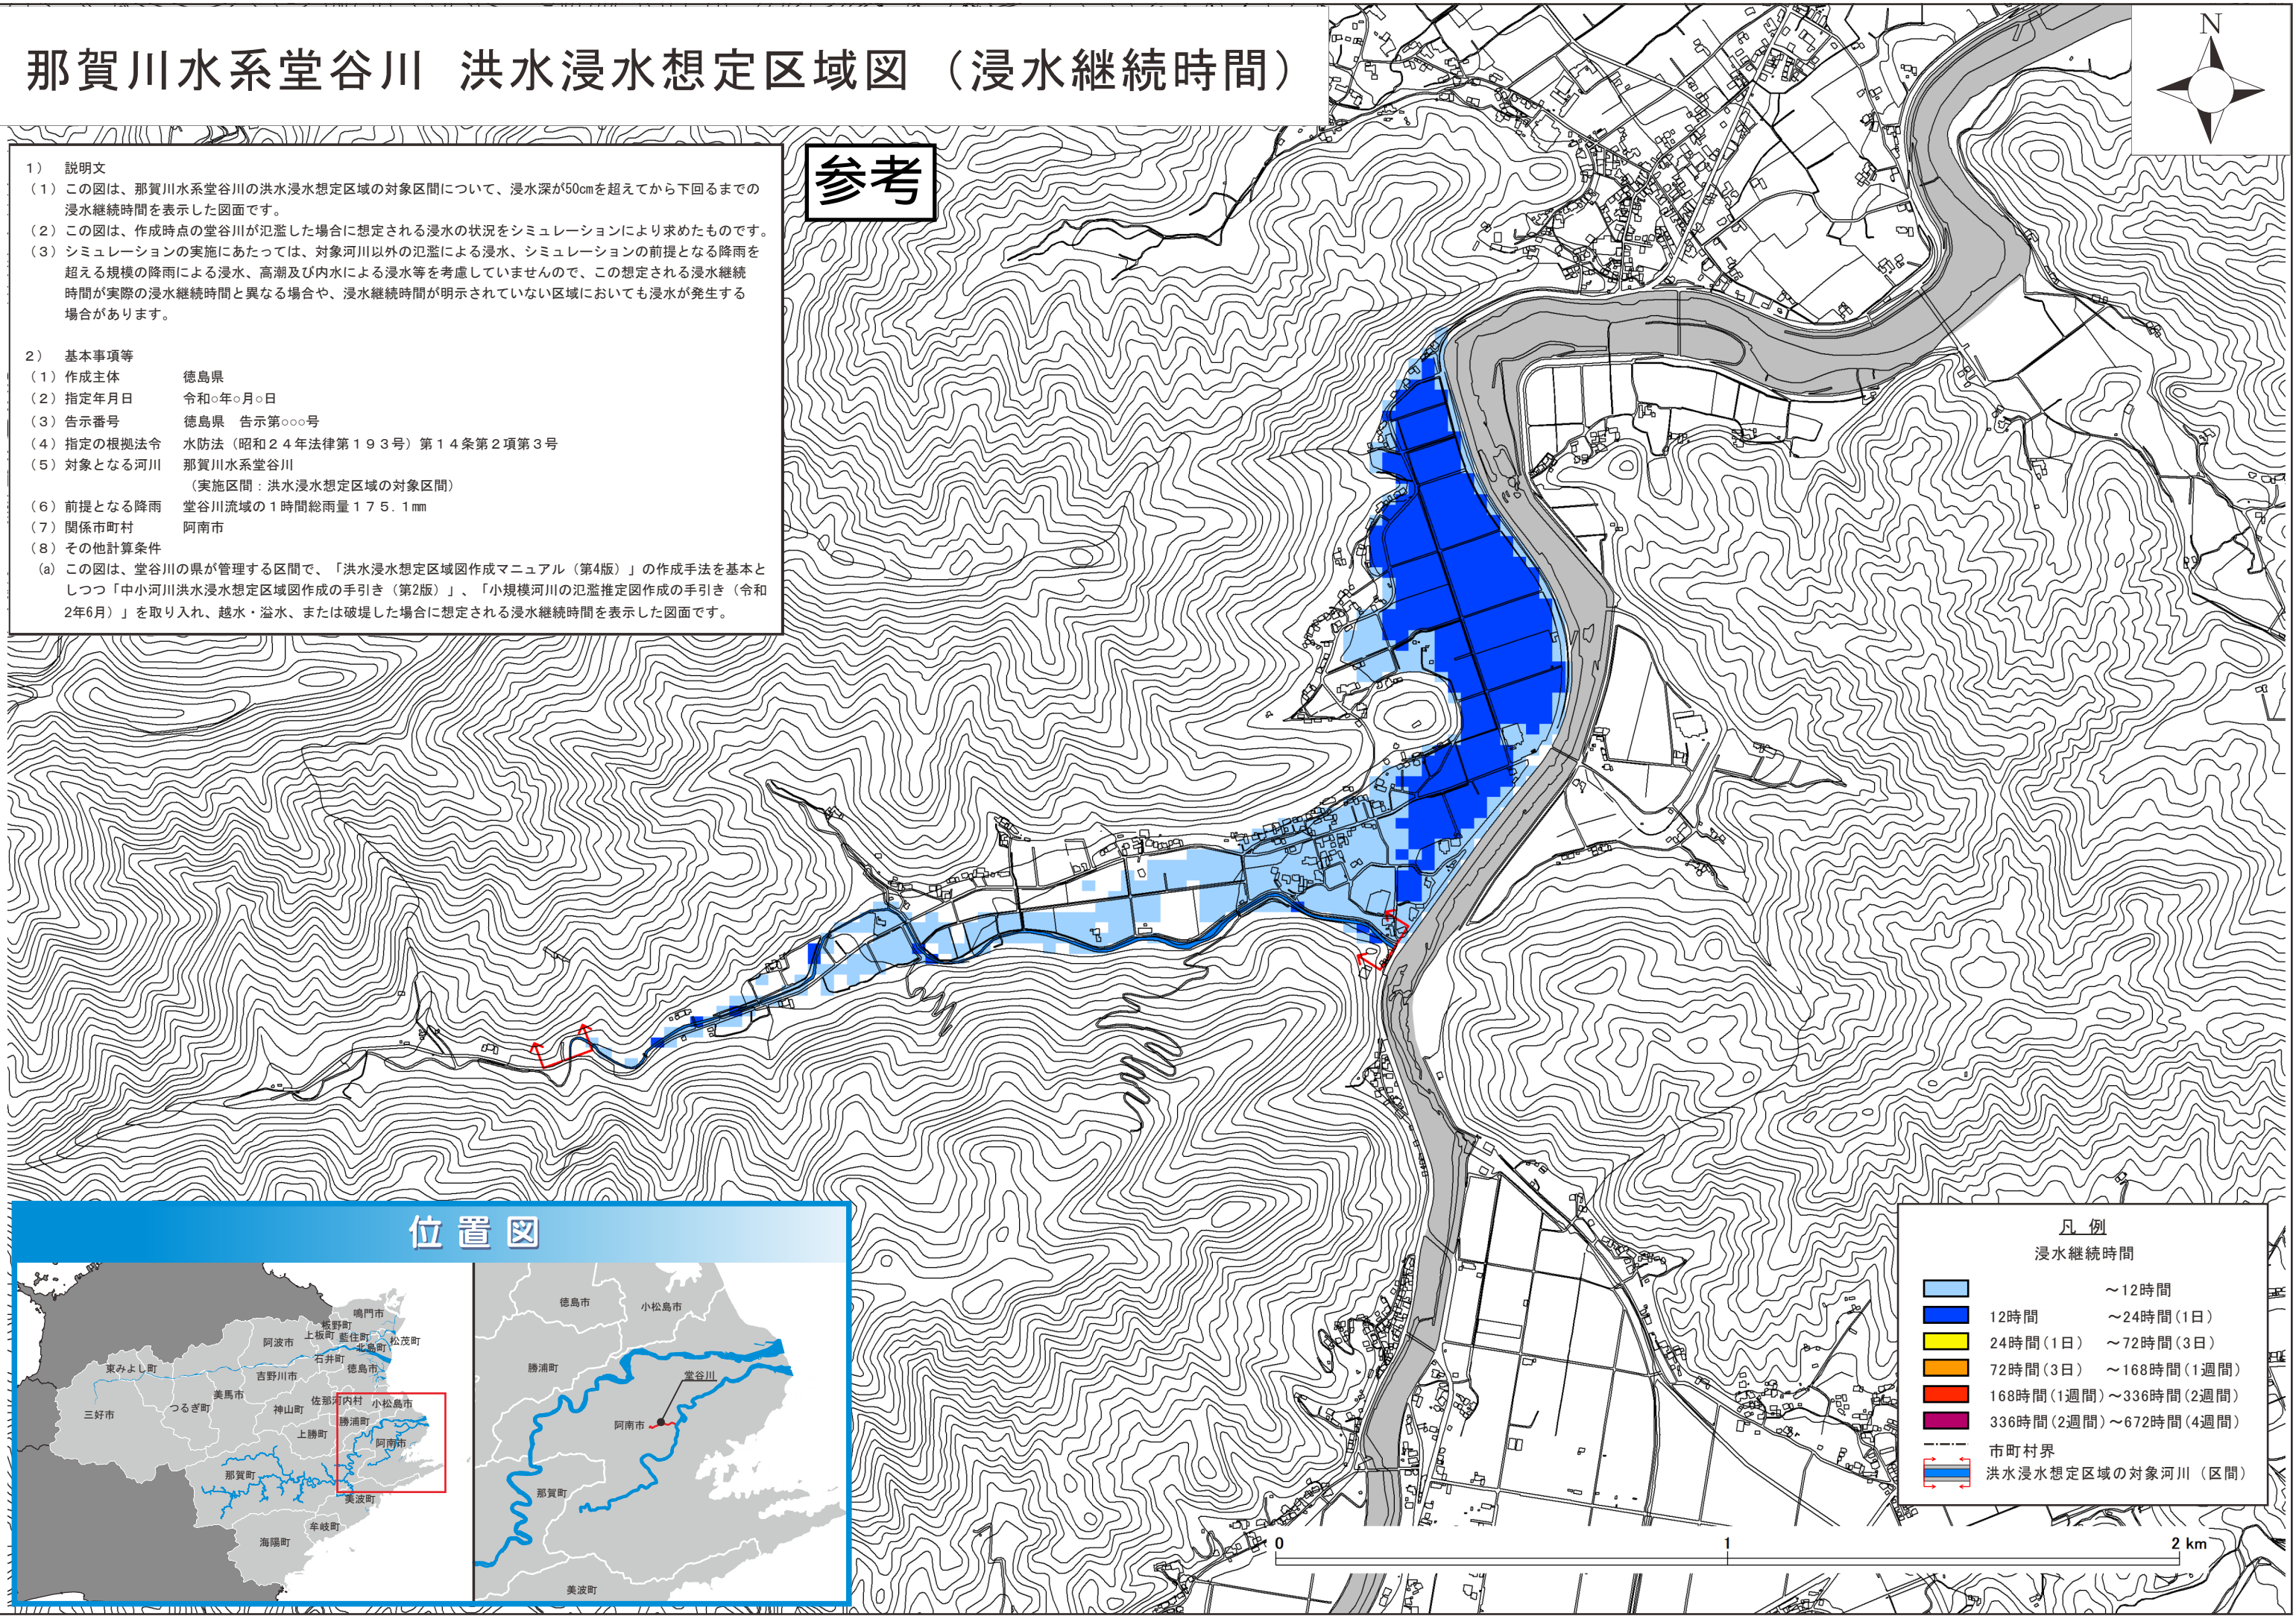 那賀川水系堂谷川 洪水浸水想定区域図（浸水継続時間）
N
参考
1） 説明文
（1）この図は、那賀川水系堂谷川の洪水浸水想定区域の対象区間について、浸水深が50cmを超えてから下回るまでの
浸水継続時間を表示した図面です。
（2）この図は、作成時点の堂谷川が氾濫した場合に想定される浸水の状況をシミュレーションにより求めたものです。
（3）シミュレーションの実施にあたっては、対象河川以外の氾濫による浸水、シミュレーションの前提となる降雨を
超える規模の降雨による浸水、高潮及び内水による浸水等を考慮していませんので、この想定される浸水継続
時間が実際の浸水継続時間と異なる場合や、浸水継続時間が明示されていない区域においても浸水が発生する
場合があります。
2） 基本事項等
（1）作成主体 徳島県
（2）指定年月日 令和○年○月○日
（3）告示番号 徳島県 告示第○○○号
（4）指定の根拠法令 水防法（昭和２４年法律第１９３号）第１４条第２項第３号
（5）対象となる河川 那賀川水系堂谷川
（実施区間：洪水浸水想定区域の対象区間）
（6）前提となる降雨 堂谷川流域の１時間総雨量１７５．１㎜
（7）関係市町村 阿南市
（8）その他計算条件
(a) この図は、堂谷川の県が管理する区間で、「洪水浸水想定区域図作成マニュアル（第4版）」の作成手法を基本と
しつつ「中小河川洪水浸水想定区域図作成の手引き（第2版）」、「小規模河川の氾濫推定図作成の手引き（令和
2年6月）」を取り入れ、越水・溢水、または破堤した場合に想定される浸水継続時間を表示した図面です。
位置図
鳴門市
板野町
上板町 藍住町 松茂町
北島町
阿波市
石井町
徳島市
東みよし町
吉野川市
美馬市
つるぎ町
三好市
神山町
佐那河内村 小松島市
勝浦町
上勝町
阿南市
那賀町
美波町
牟岐町
海陽町
徳島市
小松島市
勝浦町
堂谷川
阿南市
那賀町
美波町
凡 例
浸水継続時間
～12時間
12時間 ～24時間(1日)
24時間(1日) ～72時間(3日)
72時間(3日) ～168時間(1週間)
168時間(1週間)～336時間(2週間)
336時間(2週間)～672時間(4週間)
市町村界
洪水浸水想定区域の対象河川（区間）
0 1 2 km